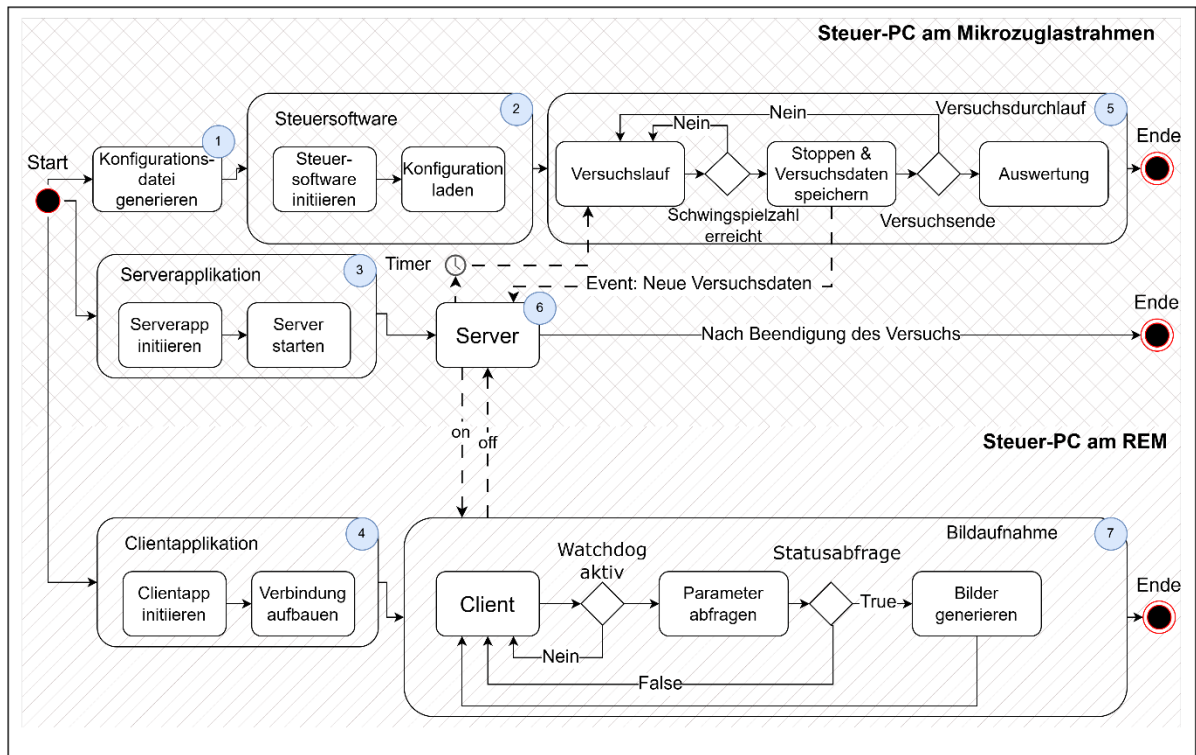 Steuer-PC am Mikrozuglastrahmen
Start
1
Konfigurations-
datei
generieren
2
Steuersoftware
Steuer-
software
initiieren
Konfiguration
laden
5
Versuchsdurchlauf
Nein
Nein
Versuchslauf
Schwingspielzahl
erreicht
Stoppen &
Versuchsdaten
speichern
Versuchsende
Auswertung
Ende
3
Serverapplikation
Serverapp
initiieren
Server
starten
Timer
Event: Neue Versuchsdaten
6
Server
Nach Beendigung des Versuchs
Ende
on
off
Steuer-PC am REM
4
Clientapplikation
Clientapp
initiieren
Verbindung
aufbauen
7
Bildaufnahme
Client
Watchdog
aktiv
Nein
Parameter
abfragen
Statusabfrage
True
False
Bilder
generieren
Ende